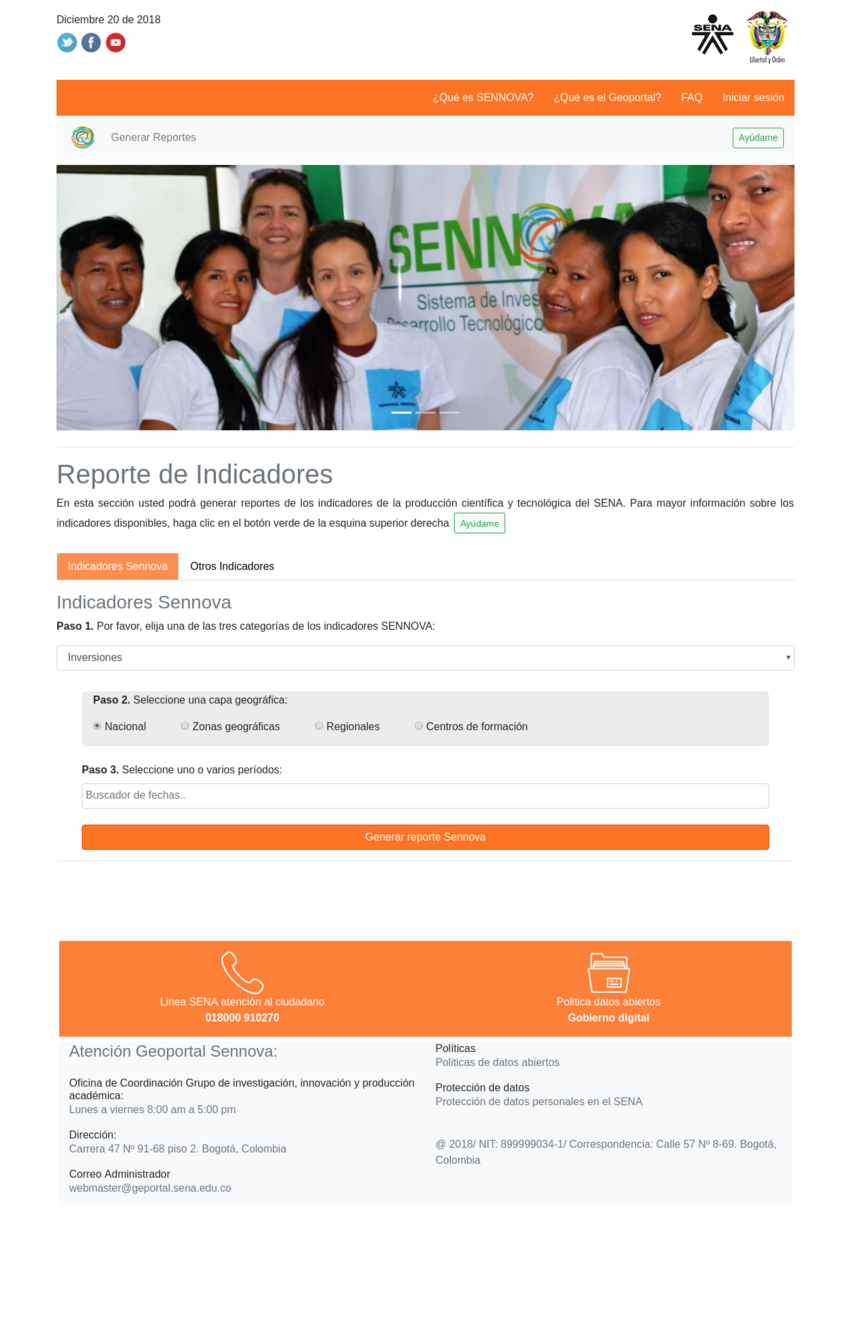 Diciembre 20 de 2018
SENA
Libertad y Orden
¿Qué es SENNOVA?
¿Qué es el Geoportal?
FAQ
Iniciar sesión
Generar Reportes
Ayúdame
SENNOVA
Sistema de Inves
Desarrollo Tecnológico
Reporte de Indicadores
En esta sección usted podrá generar reportes de los indicadores de la producción científica y tecnológica del SENA. Para mayor información sobre los
indicadores disponibles, haga clic en el botón verde de la esquina superior derecha Ayúdame
Indicadores Sennova
Otros Indicadores
Indicadores Sennova
Paso 1. Por favor, elija una de las tres categorías de los indicadores SENNOVA:
Inversiones
Paso 2. Seleccione una capa geográfica:
Nacional
Zonas geográficas
Regionales
Centros de formación
Paso 3. Seleccione uno o varios períodos:
Buscador de fechas..
Generar reporte Sennova
Linea SENA atención al ciudadano
018000 910270
Politica datos abiertos
Gobierno digital
Atención Geoportal Sennova:
Oficina de Coordinación Grupo de investigación, innovación y producción
académica:
Lunes a viernes 8:00 am a 5:00 pm
Dirección:
Carrera 47 Nº 91-68 piso 2. Bogotá, Colombia
Correo Administrador
webmaster@geportal.sena.edu.co
Políticas
Politicas de datos abiertos
Protección de datos
Protección de datos personales en el SENA
@ 2018/ NIT: 899999034-1/ Correspondencia: Calle 57 Nº 8-69. Bogotá,
Colombia